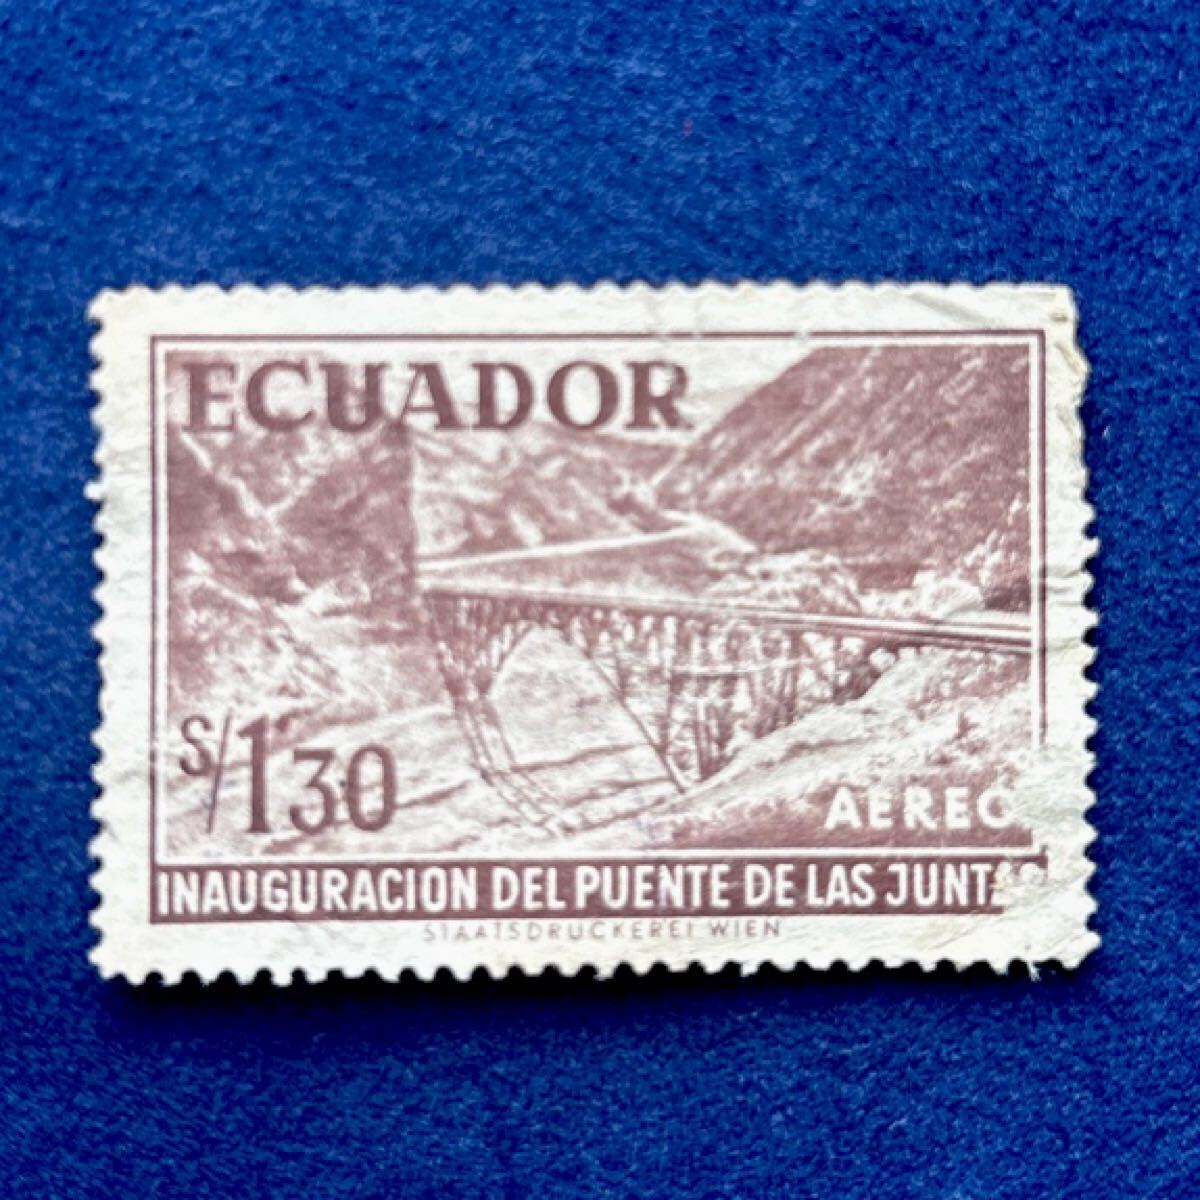 ECUADOR
S/1 30
AEREO
INAUGURACION DEL PUENTE DE LAS JUNTAS
STAATSDRUCKEREI WIEN